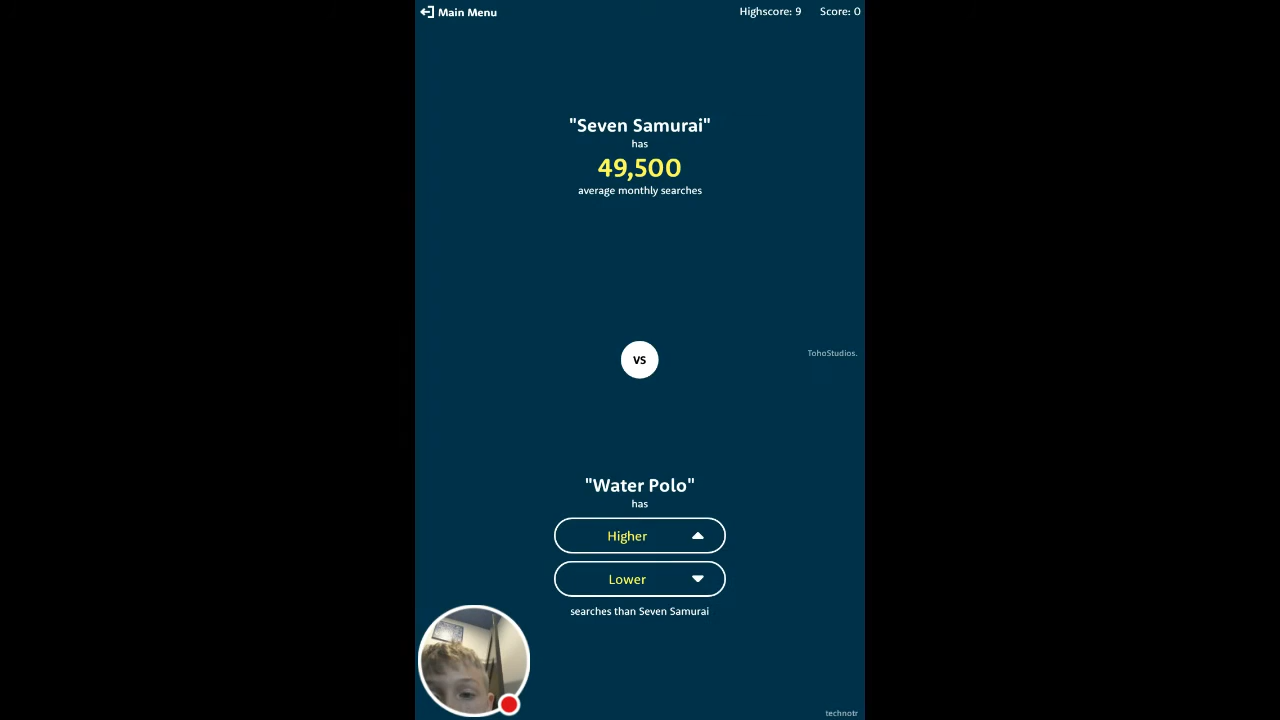 Main Menu
Highscore: 9
Score: 0
"Seven Samurai"
has
49,500
average monthly searches
VS
TohoStudios.
"Water Polo"
has
Higher
Lower
searches than Seven Samurai
technotr